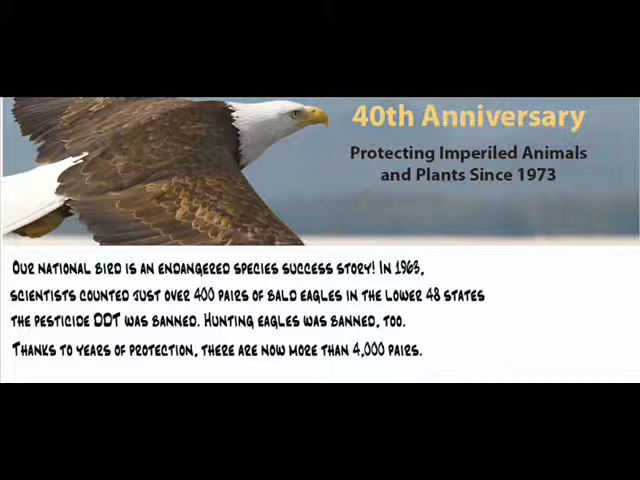 40th Anniversary
Protecting Imperiled Animals
and Plants Since 1973
Our national bird is an endangered species success story! In 1963,
scientists counted just over 400 pairs of bald eagles in the lower 48 states
the pesticide DDT was banned. Hunting eagles was banned, too.
Thanks to years of protection, there are now more than 4,000 pairs.